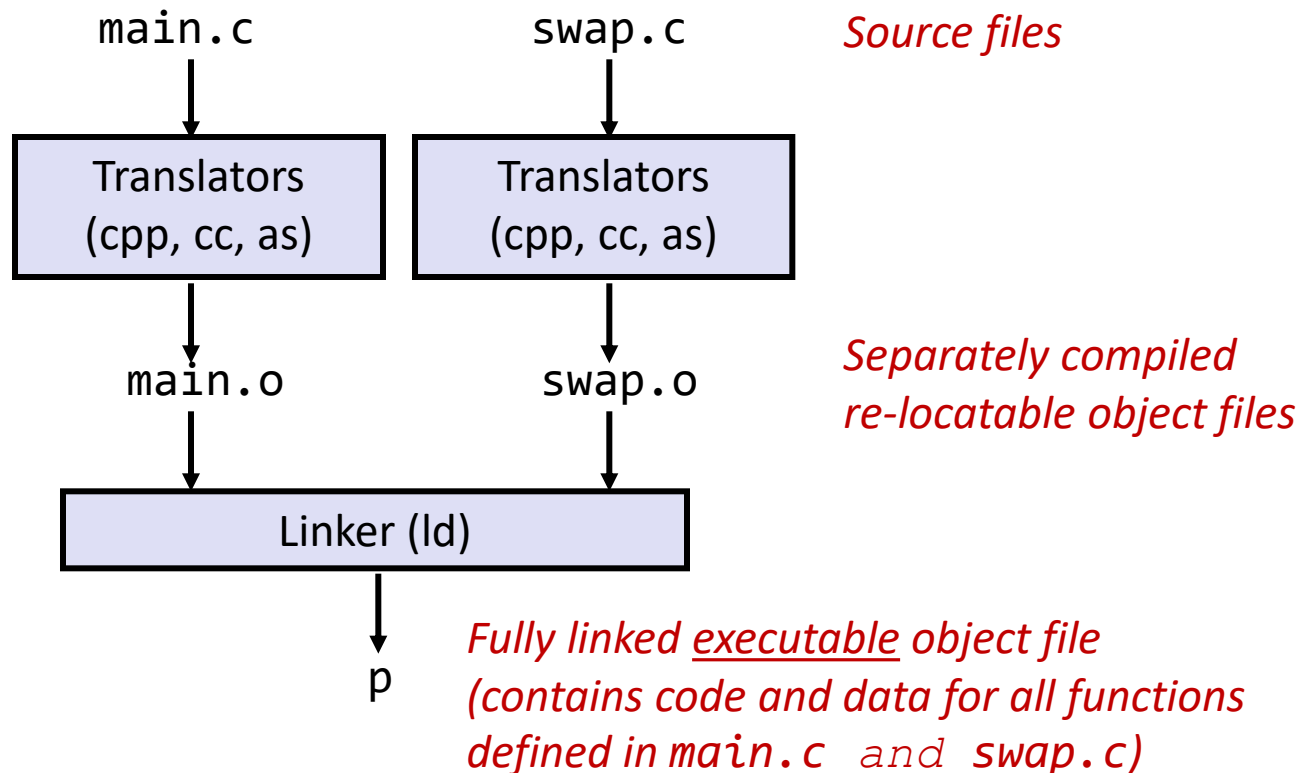 main.c swap.c Source files
Translators Translators
(cpp, cc, as) (cpp, cc, as)
main.o swap.o Separately compiled
re-locatable object files
Linker (ld)
p Fully linked executable object file
(contains code and data for all functions
defined in main.c and swap.c)